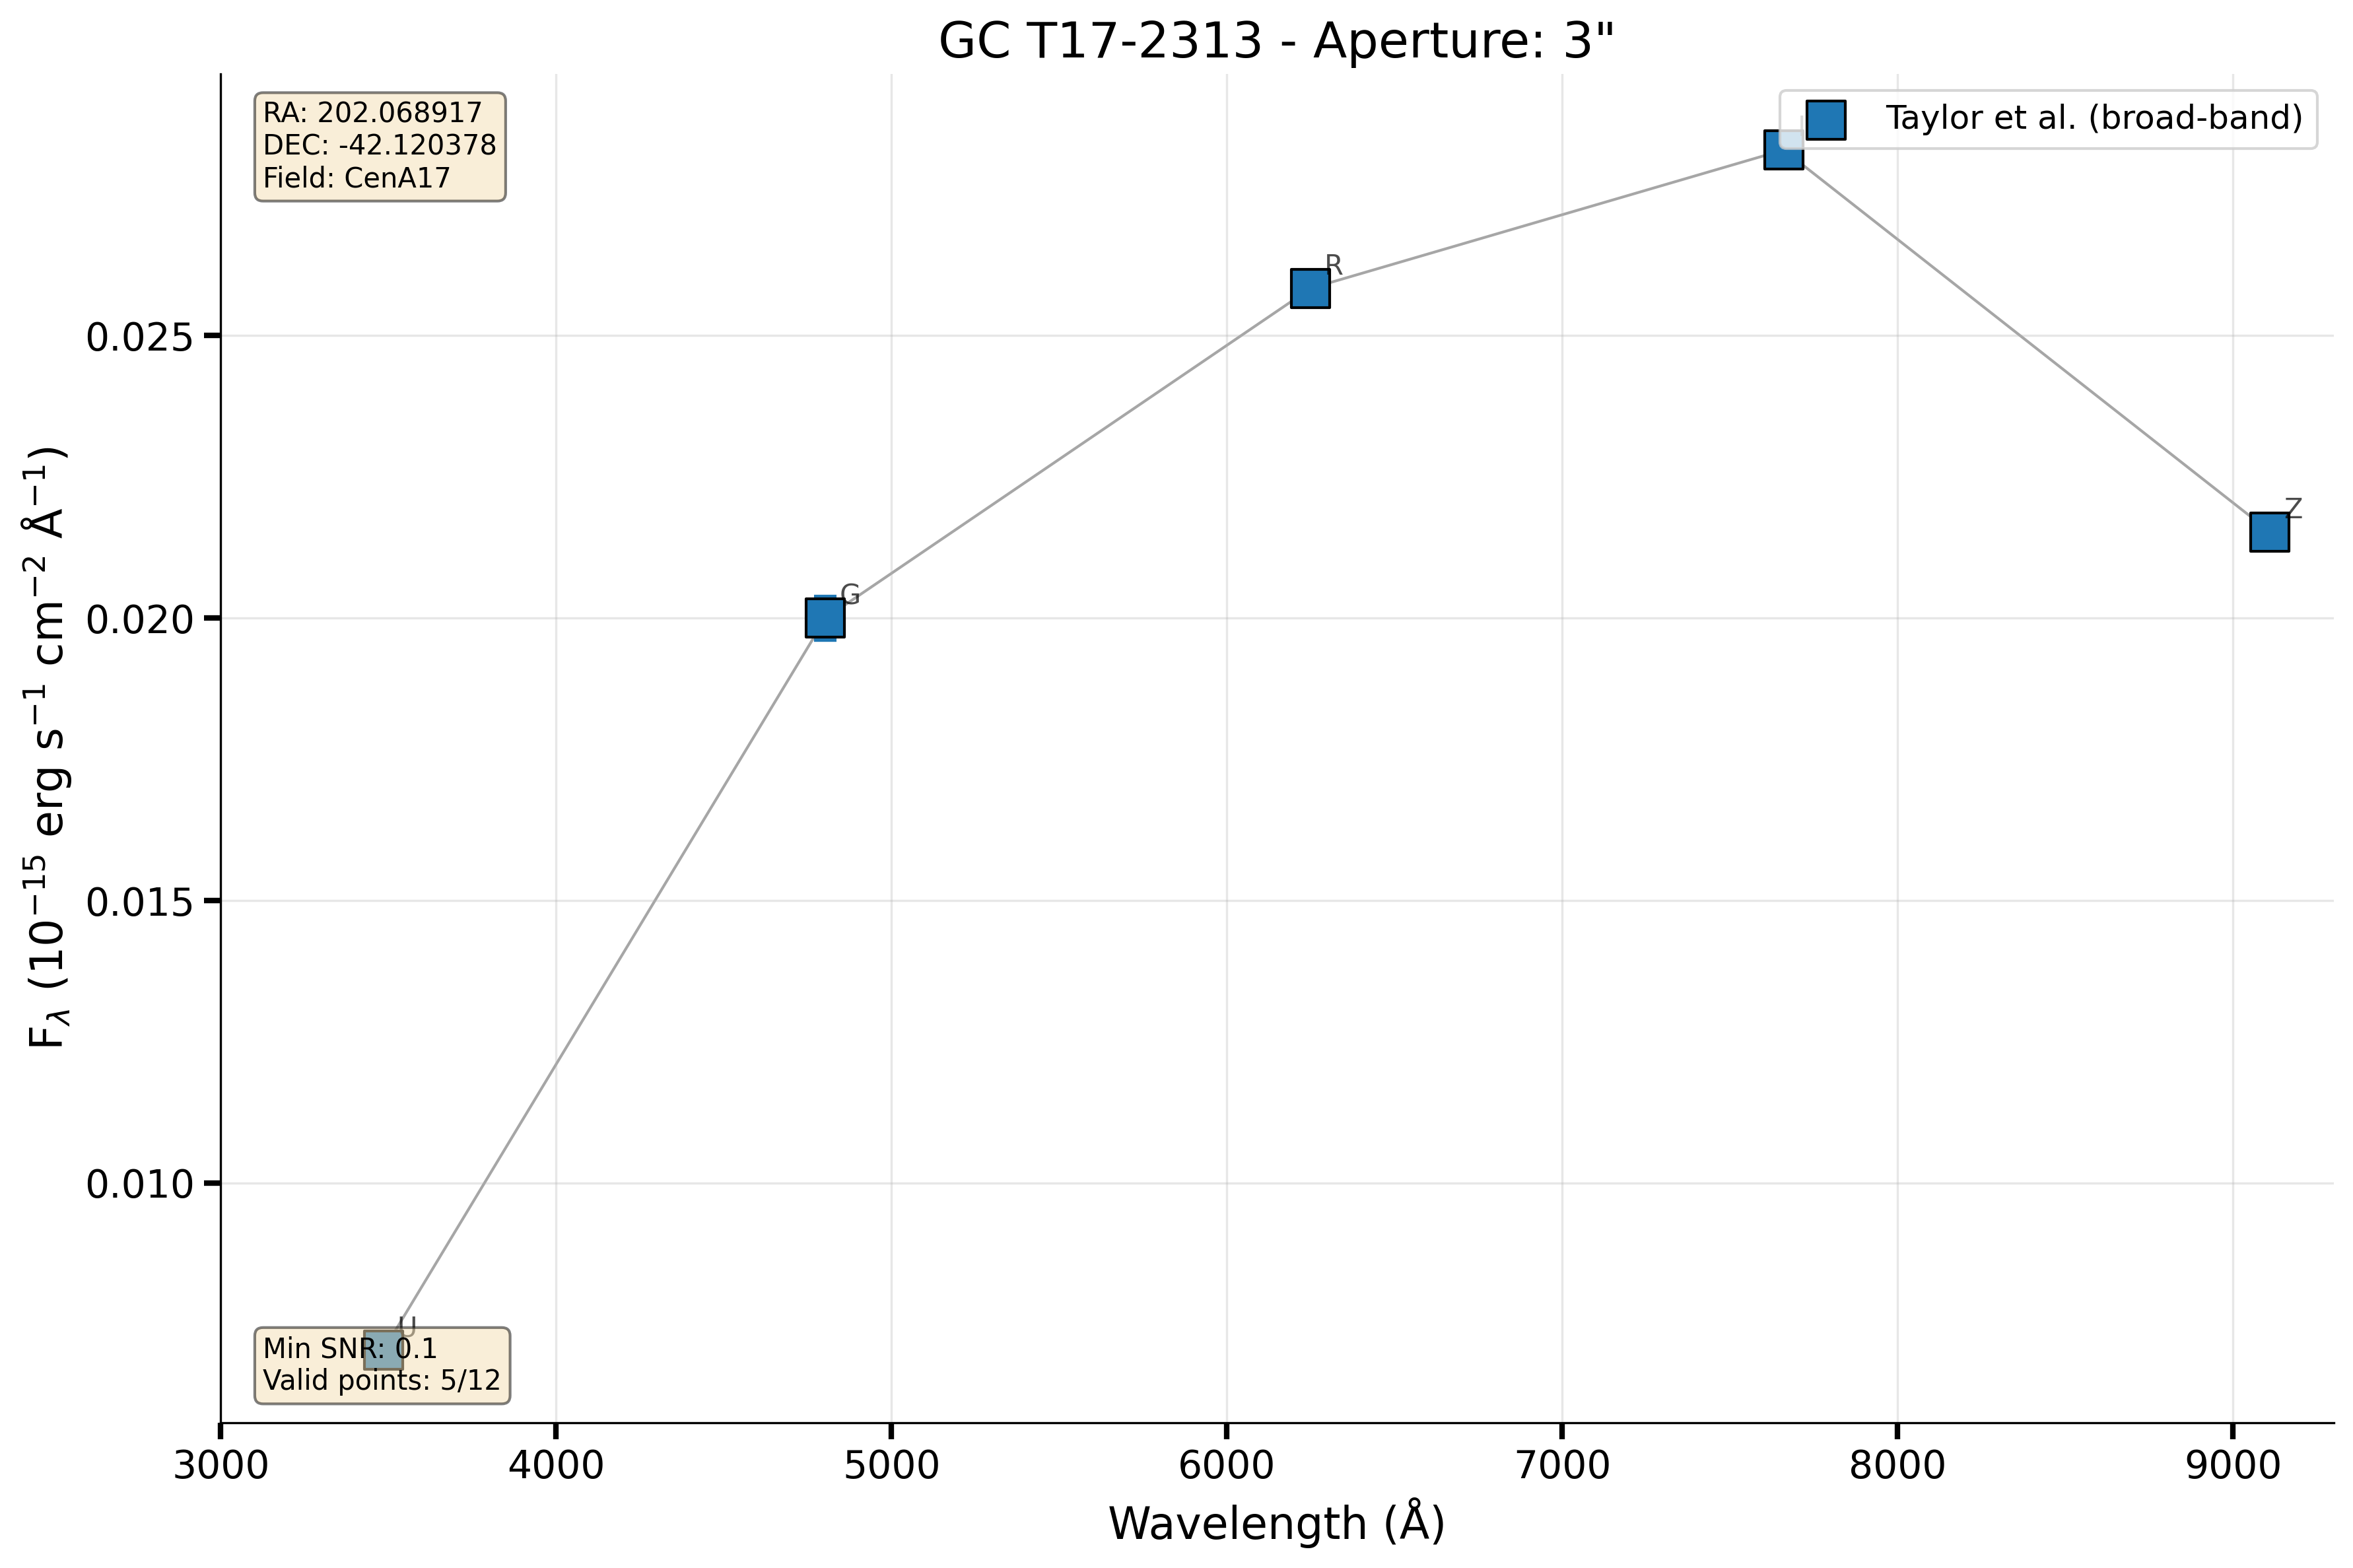 GC T17-2313 - Aperture: 3"
RA: 202.068917
DEC: -42.120378
Field: CenA17
Taylor et al. (broad-band)
R
G
Z
U
Min SNR: 0.1
Valid points: 5/12
0.025
0.020
0.015
0.010
F_λ (10⁻¹⁵ erg s⁻¹ cm⁻² Å⁻¹)
3000 4000 5000 6000 7000 8000 9000
Wavelength (Å)